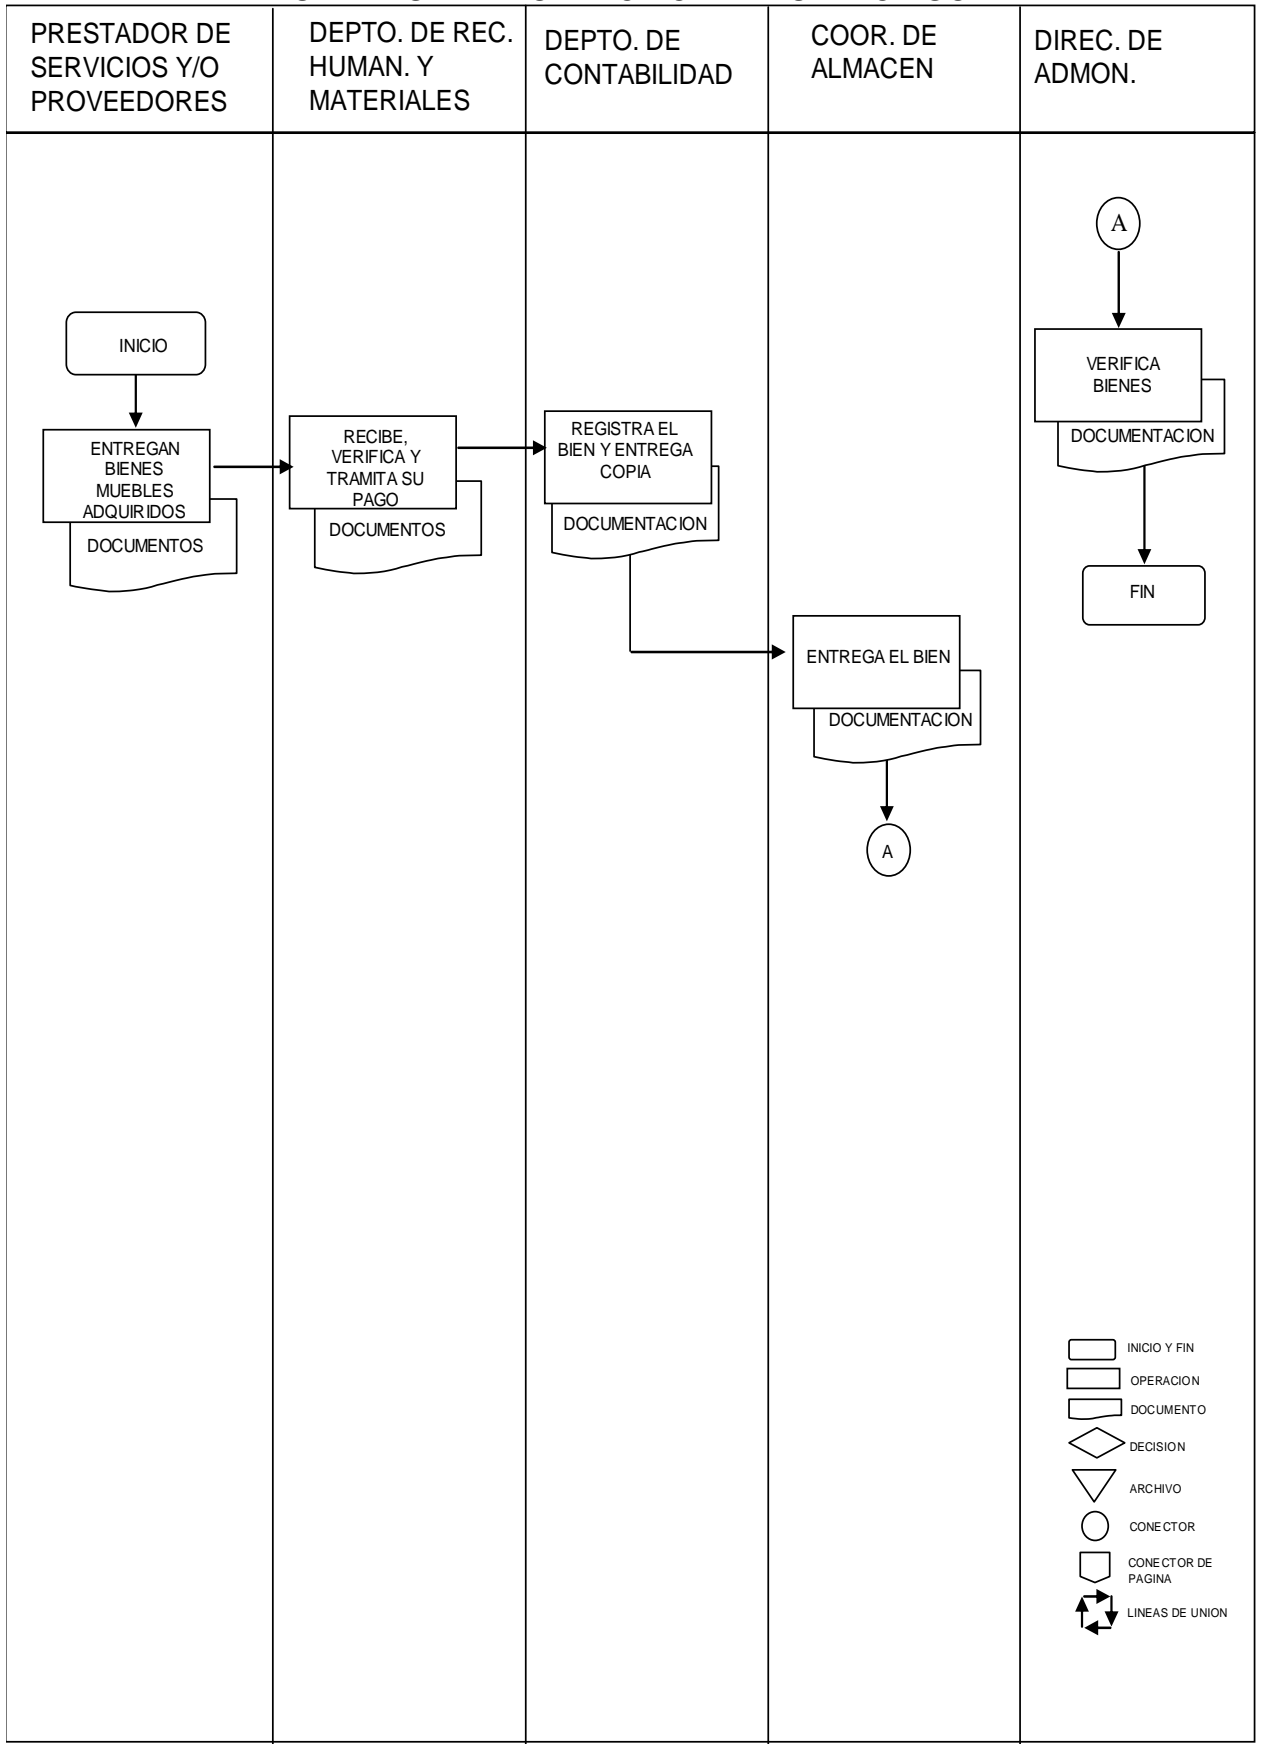 PRESTADOR DE
SERVICIOS Y/O
PROVEEDORES
DEPTO. DE REC.
HUMAN. Y
MATERIALES
DEPTO. DE
CONTABILIDAD
COOR. DE
ALMACEN
DIREC. DE
ADMON.
INICIO
ENTREGAN
BIENES
MUEBLES
ADQUIRIDOS
DOCUMENTOS
RECIBE,
VERIFICA Y
TRAMITA SU
PAGO
DOCUMENTOS
REGISTRA EL
BIEN Y ENTREGA
COPIA
DOCUMENTACION
ENTREGA EL BIEN
DOCUMENTACION
A
A
VERIFICA
BIENES
DOCUMENTACION
FIN
INICIO Y FIN
OPERACION
DOCUMENTO
DECISION
ARCHIVO
CONECTOR
CONECTOR DE
PAGINA
LINEAS DE UNION